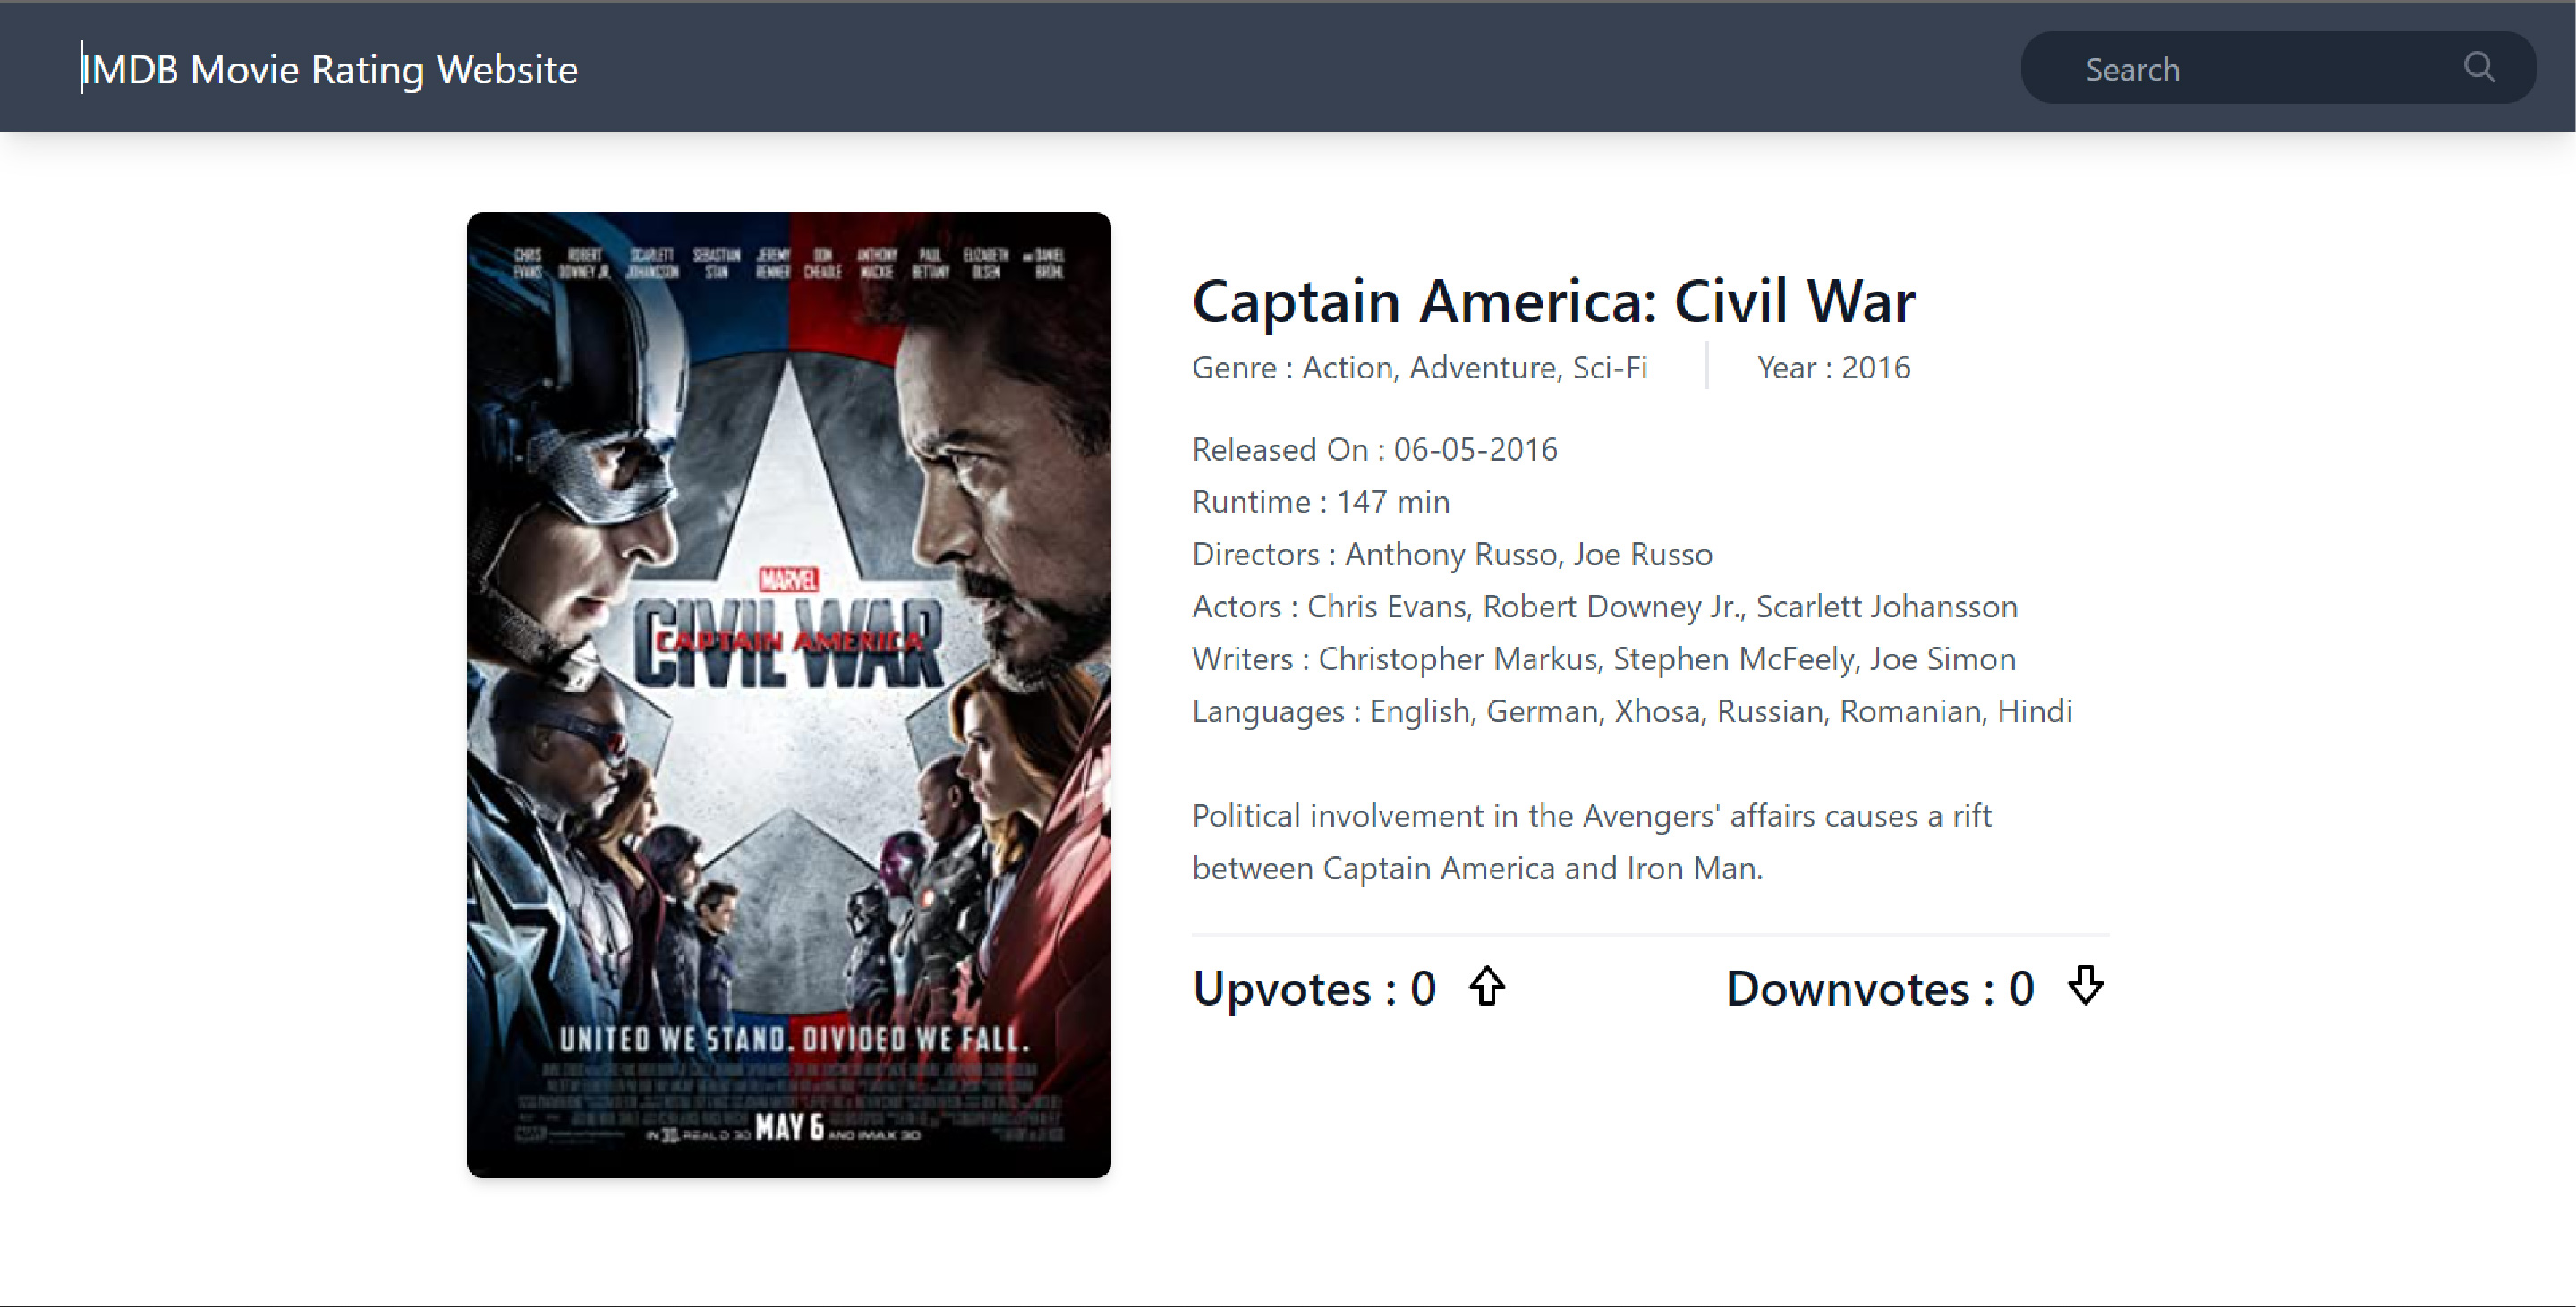 IMDB Movie Rating Website
Search
CHRIS EVANS ROBERT DOWNEY JR. SCARLETT JOHANSSON SEBASTIAN STAN JEREMY RENNER DON CHEADLE ANTHONY MACKIE PAUL BETTANY ELIZABETH OLSEN AND DANIEL BRÜHL
MARVEL
CAPTAIN AMERICA
CIVIL WAR
UNITED WE STAND. DIVIDED WE FALL.
IN 3D, REAL D 3D MAY 6 AND IMAX 3D
Captain America: Civil War
Genre : Action, Adventure, Sci-Fi
Year : 2016
Released On : 06-05-2016
Runtime : 147 min
Directors : Anthony Russo, Joe Russo
Actors : Chris Evans, Robert Downey Jr., Scarlett Johansson
Writers : Christopher Markus, Stephen McFeely, Joe Simon
Languages : English, German, Xhosa, Russian, Romanian, Hindi
Political involvement in the Avengers' affairs causes a rift
between Captain America and Iron Man.
Upvotes : 0
Downvotes : 0